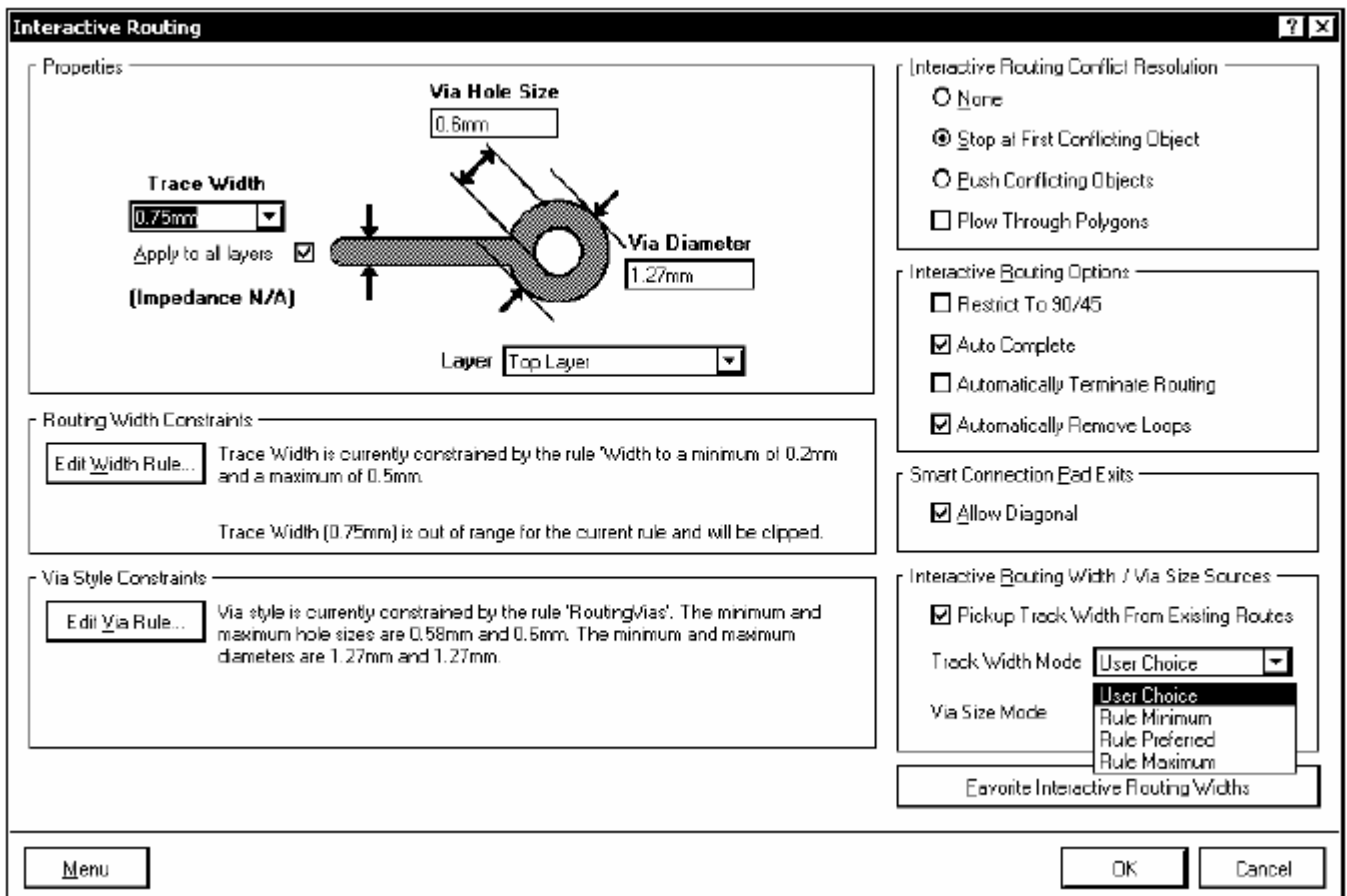 Interactive Routing
Properties
Via Hole Size
0.6mm
Trace Width
0.75mm
Apply to all layers
(Impedance N/A)
Via Diameter
1.27mm
Layer Top Layer
Routing Width Constraints
Edit Width Rule...
Trace Width is currently constrained by the rule 'Width to a minimum of 0.2mm
and a maximum of 0.5mm.
Trace Width (0.75mm) is out of range for the current rule and will be clipped.
Via Style Constraints
Edit Via Rule...
Via style is currently constrained by the rule 'RoutingVias'. The minimum and
maximum hole sizes are 0.58mm and 0.6mm. The minimum and maximum
diameters are 1.27mm and 1.27mm.
Interactive Routing Conflict Resolution
None
Stop at First Conflicting Object
Push Conflicting Objects
Plow Through Polygons
Interactive Routing Options
Restrict To 90/45
Auto Complete
Automatically Terminate Routing
Automatically Remove Loops
Smart Connection Pad Exits
Allow Diagonal
Interactive Routing Width / Via Size Sources
Pickup Track Width From Existing Routes
Track Width Mode User Choice
User Choice
Via Size Mode
Rule Minimum
Rule Preferred
Rule Maximum
Favorite Interactive Routing Widths
Menu
OK
Cancel